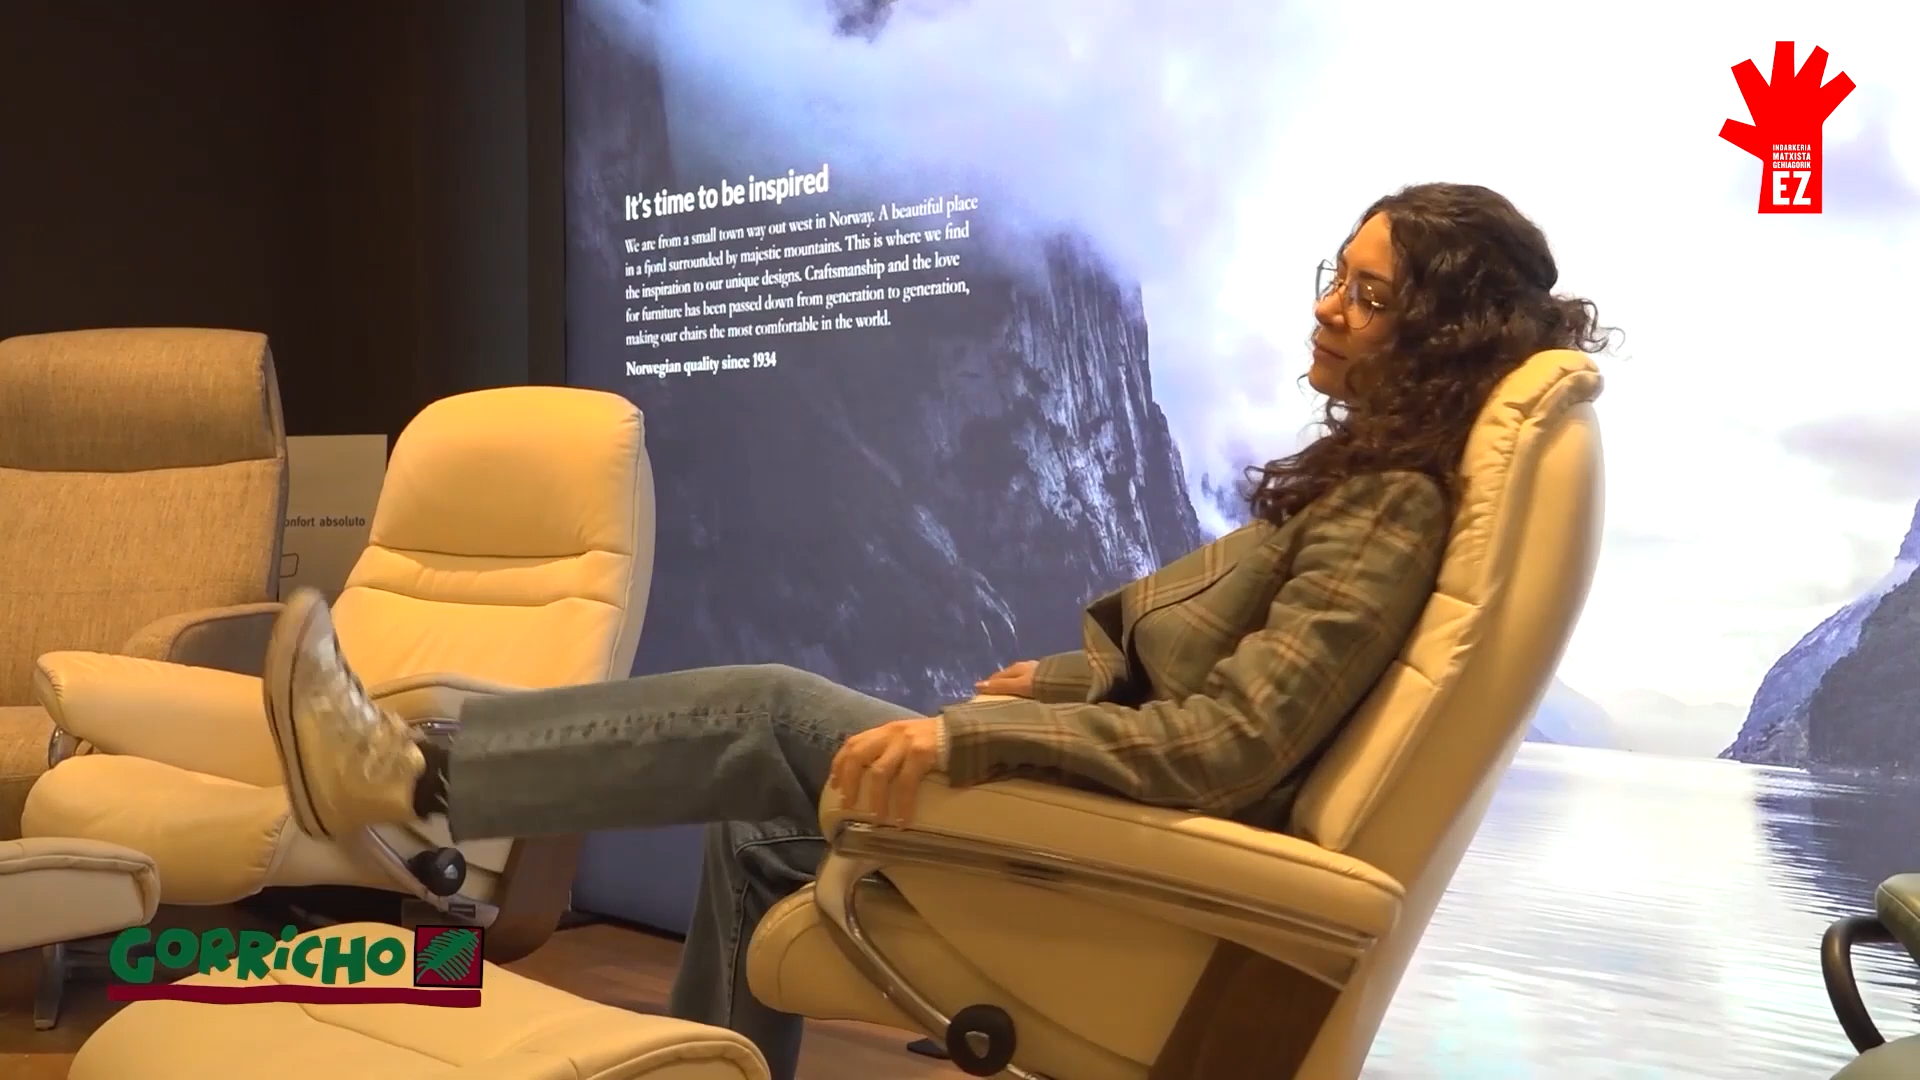 It's time to be inspired
We are from a small town way out west in Norway. A beautiful place
in a fjord surrounded by majestic mountains. This is where we find
the inspiration to our unique designs. Craftsmanship and the love
for furniture has been passed down from generation to generation,
making our chairs the most comfortable in the world.
Norwegian quality since 1934
INDARKERIA
MATXISTA
GEHIAGORIK
EZ
absoluto
GORRiCHO